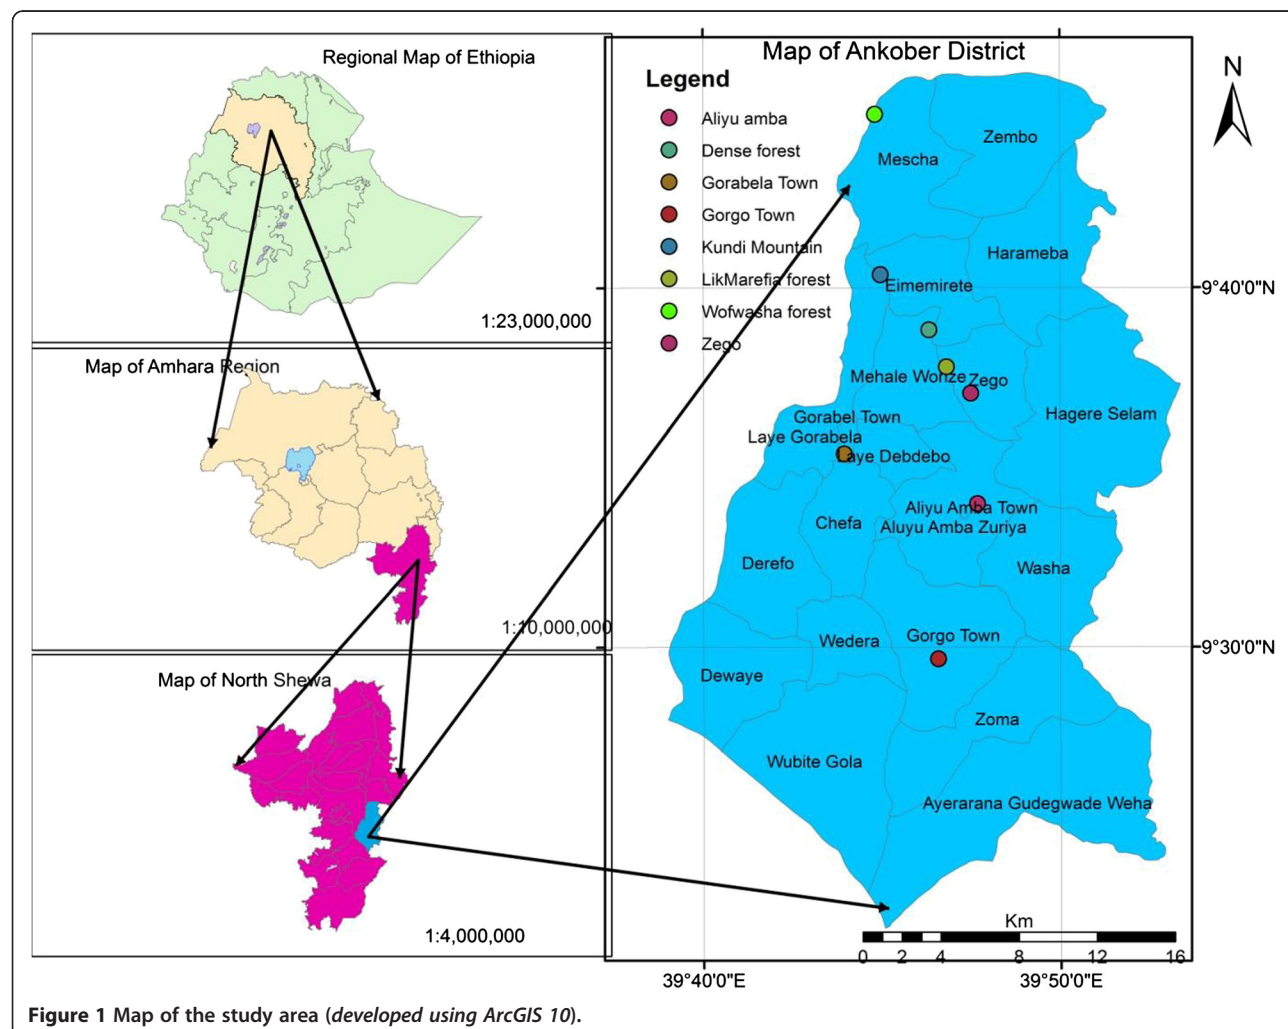 Regional Map of Ethiopia
1:23,000,000
Map of Amhara Region
1:10,000,000
Map of North Shewa
1:4,000,000
Map of Ankober District
Legend
Aliyu amba
Dense forest
Gorabela Town
Gorgo Town
Kundi Mountain
LikMarefia forest
Wofwasha forest
Zego
N
Zembo
Mescha
Harameba
Eimemirete
Mehale Wonze
Zego
Hagere Selam
Gorabel Town
Laye Gorabela
Laye Debdebo
Aliyu Amba Town
Chefa
Aluyu Amba Zuriya
Derefo
Washa
Gorgo Town
Wedera
Dewaye
Zoma
Wubite Gola
Ayerarana Gudegwade Weha
9°40'0"N
9°30'0"N
Km
0 2 4 8 12 16
39°40'0"E
39°50'0"E
Figure 1 Map of the study area (developed using ArcGIS 10).